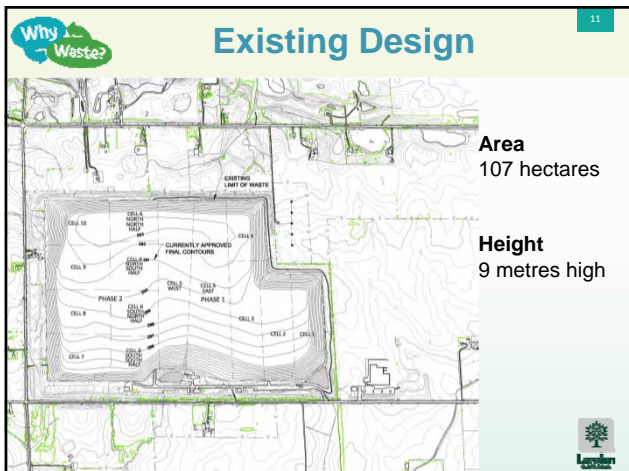 Why
Waste?
Existing Design
11
Area
107 hectares
Height
9 metres high
EXISTING
LIMIT OF WASTE
CELL 10
CELL 6
NORTH
NORTH
HALF
CELL 4
CURRENTLY APPROVED
FINAL CONTOURS
CELL 9
CELL 6
NORTH
SOUTH
HALF
CELL 5
WEST
CELL 5
EAST
PHASE 2
PHASE 1
CELL 6
SOUTH
NORTH
HALF
CELL 8
CELL 3
CELL 2
CELL 1
CELL 7
CELL 6
SOUTH
SOUTH
HALF
London
CANADA